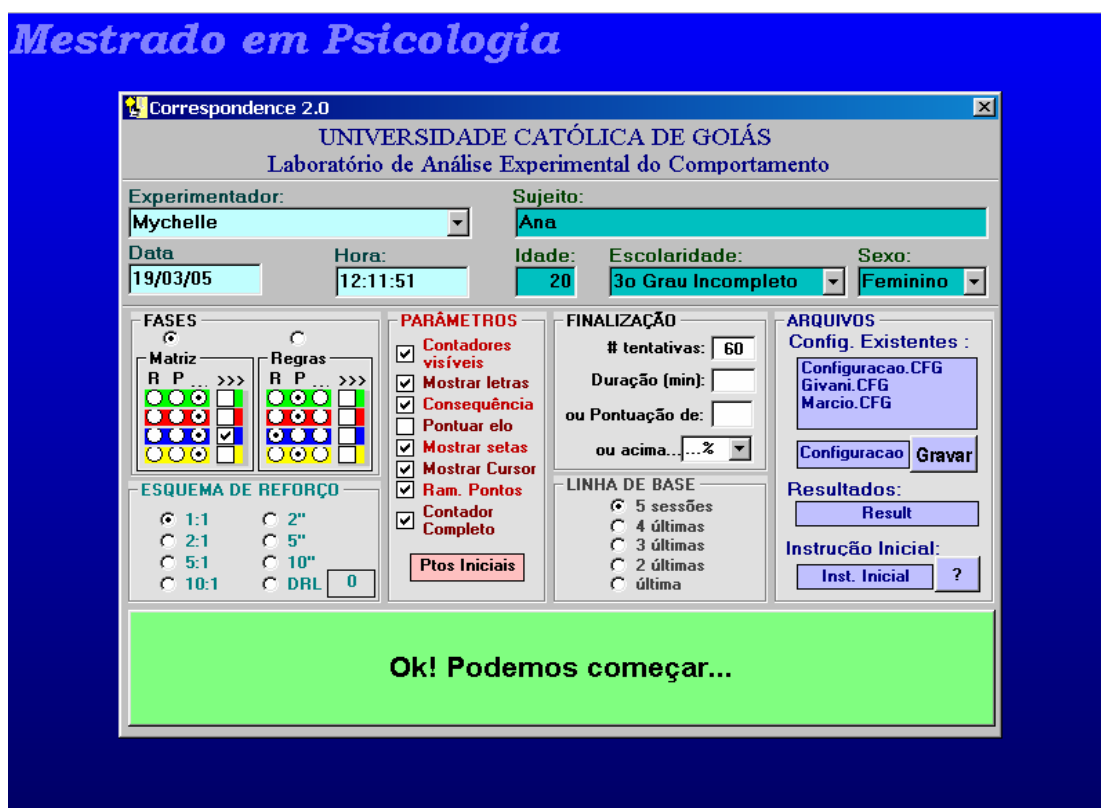 Mestrado em Psicologia
Correspondence 2.0
UNIVERSIDADE CATÓLICA DE GOIÁS
Laboratório de Análise Experimental do Comportamento
Experimentador:
Sujeito:
Mychelle
Ana
Data
Hora:
Idade:
Escolaridade:
Sexo:
19/03/05
12:11:51
20
3o Grau Incompleto
Feminino
FASES
Matriz
R P ... >>>
Regras
R P ... >>>
ESQUEMA DE REFORÇO
1:1
2"
2:1
5"
5:1
10"
10:1
DRL
0
PARÂMETROS
Contadores
visíveis
Mostrar letras
Consequência
Pontuar elo
Mostrar setas
Mostrar Cursor
Ram. Pontos
Contador
Completo
Ptos Iniciais
FINALIZAÇÃO
# tentativas: 60
Duração (min):
ou Pontuação de:
ou acima... ...%
LINHA DE BASE
5 sessões
4 últimas
3 últimas
2 últimas
última
ARQUIVOS
Config. Existentes :
Configuracao.CFG
Givani.CFG
Marcio.CFG
Configuracao
Gravar
Resultados:
Result
Instrução Inicial:
Inst. Inicial
?
Ok! Podemos começar...